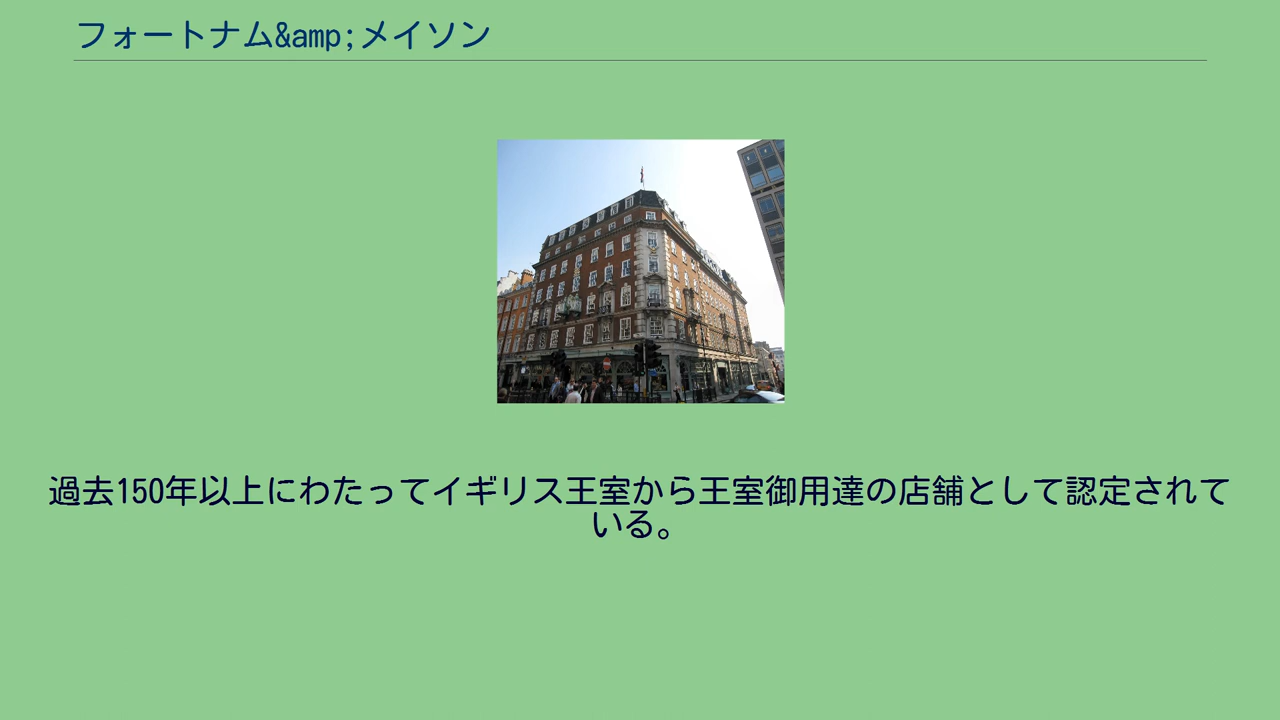 フォートナム&amp;メイソン
過去150年以上にわたってイギリス王室から王室御用達の店舗として認定されて
いる。